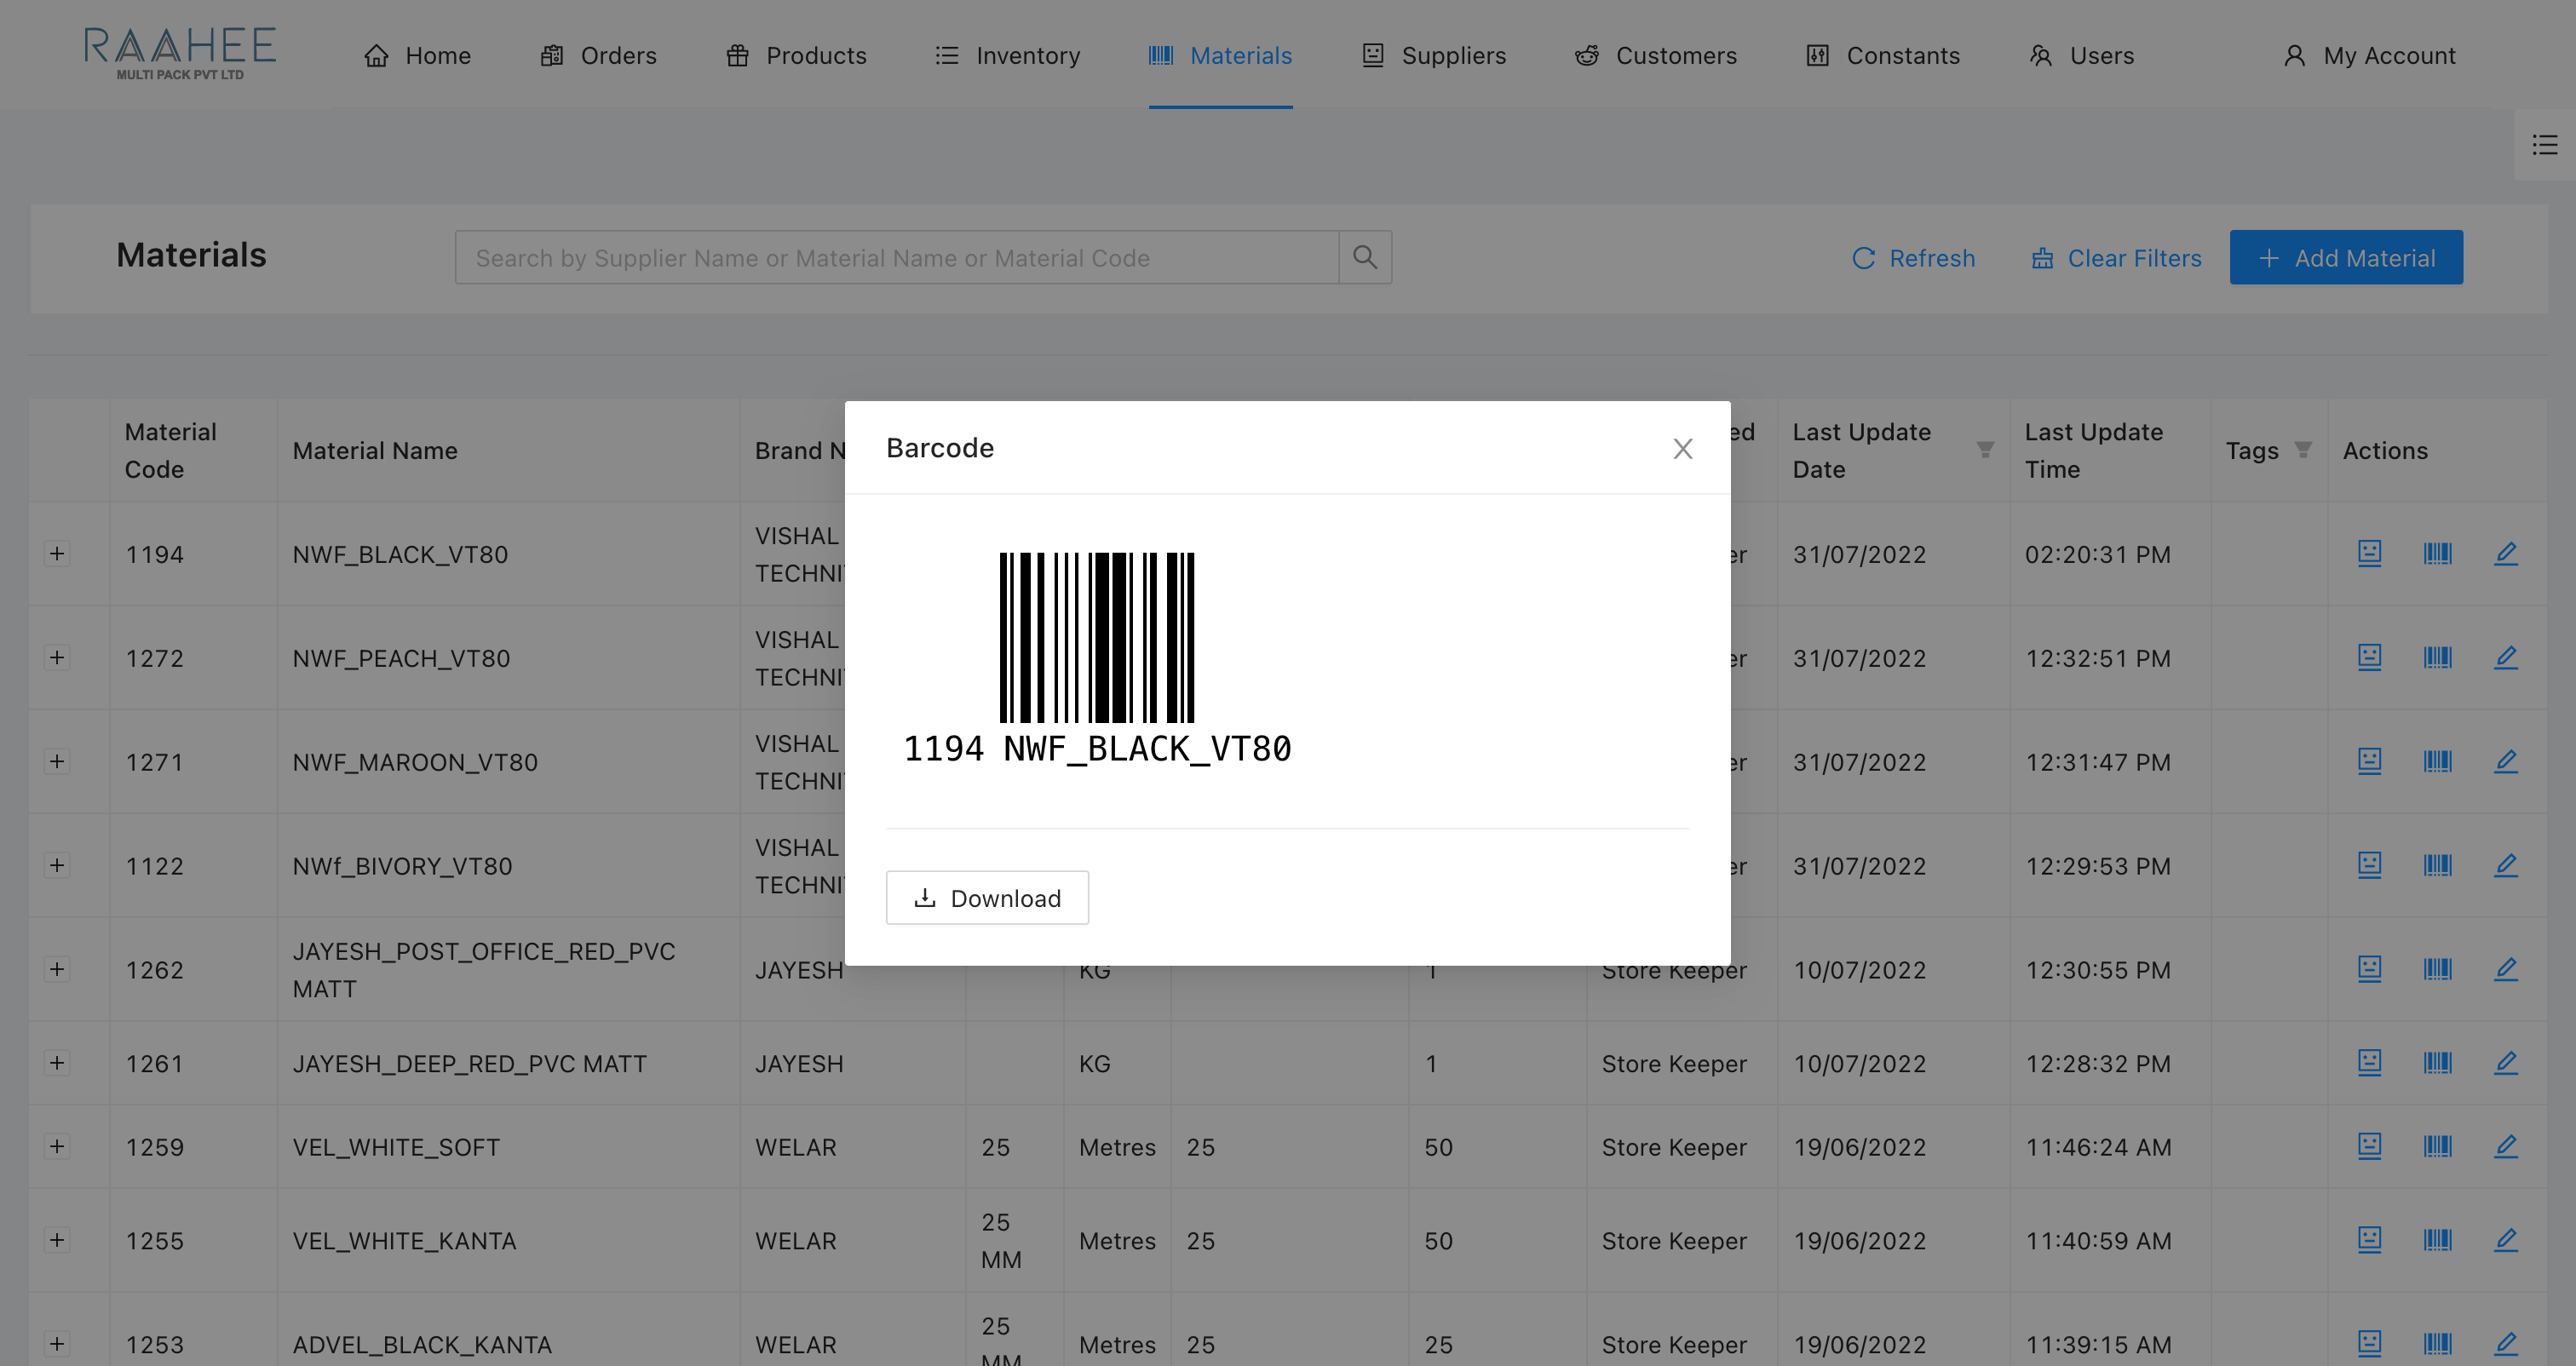 RAAHEE
MULTI PACK PVT LTD
Home Orders Products Inventory Materials Suppliers Customers Constants Users My Account
Materials
Search by Supplier Name or Material Name or Material Code
Refresh Clear Filters Add Material
Material Code Material Name Brand N ed Last Update Date Last Update Time Tags Actions
1194 NWF_BLACK_VT80 VISHAL er 31/07/2022 02:20:31 PM
1272 NWF_PEACH_VT80 VISHAL er 31/07/2022 12:32:51 PM
1271 NWF_MAROON_VT80 VISHAL er 31/07/2022 12:31:47 PM
1122 NWf_BIVORY_VT80 VISHAL er 31/07/2022 12:29:53 PM
Barcode
1194 NWF_BLACK_VT80
Download
1262 JAYESH_POST_OFFICE_RED_PVC MATT JAYESH KG 1 Store Keeper 10/07/2022 12:30:55 PM
1261 JAYESH_DEEP_RED_PVC MATT JAYESH KG 1 Store Keeper 10/07/2022 12:28:32 PM
1259 VEL_WHITE_SOFT WELAR 25 Metres 25 50 Store Keeper 19/06/2022 11:46:24 AM
1255 VEL_WHITE_KANTA WELAR 25 MM Metres 25 50 Store Keeper 19/06/2022 11:40:59 AM
1253 ADVEL_BLACK_KANTA WELAR 25 MM Metres 25 25 Store Keeper 19/06/2022 11:39:15 AM